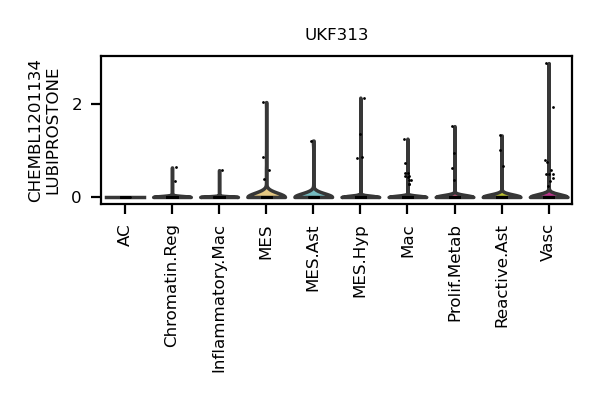 UKF313
CHEMBL1201134
LUBIPROSTONE
2
0
AC
Chromatin.Reg
Inflammatory.Mac
MES
MES.Ast
MES.Hyp
Mac
Prolif.Metab
Reactive.Ast
Vasc